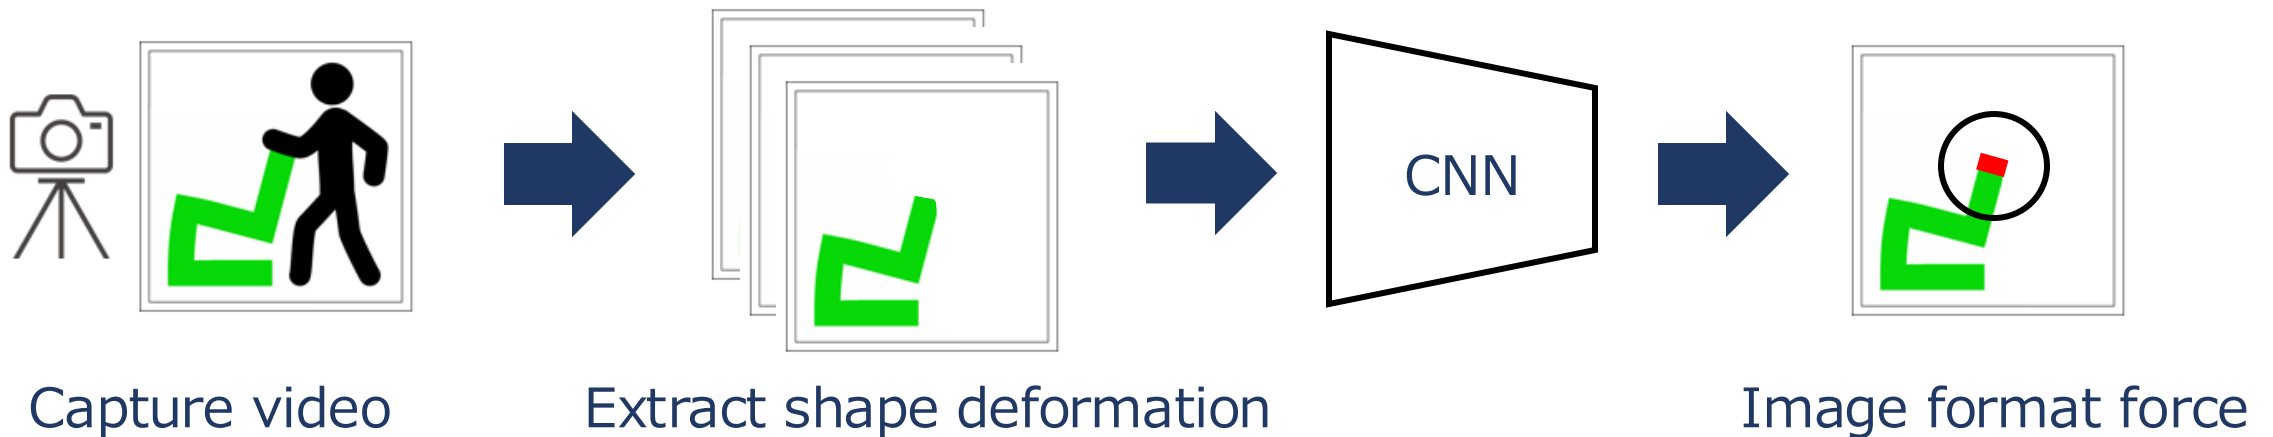 CNN
Capture video
Extract shape deformation
Image format force